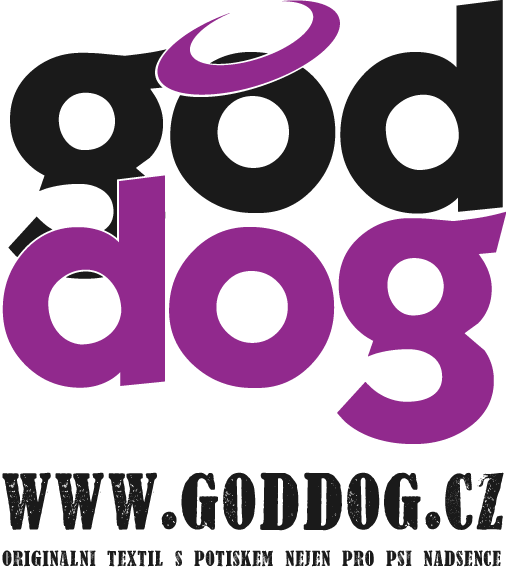 god
dog
WWW.GODDOG.CZ
ORIGINALNI TEXTIL S POTISKEM NEJEN PRO PSI NADSENCE